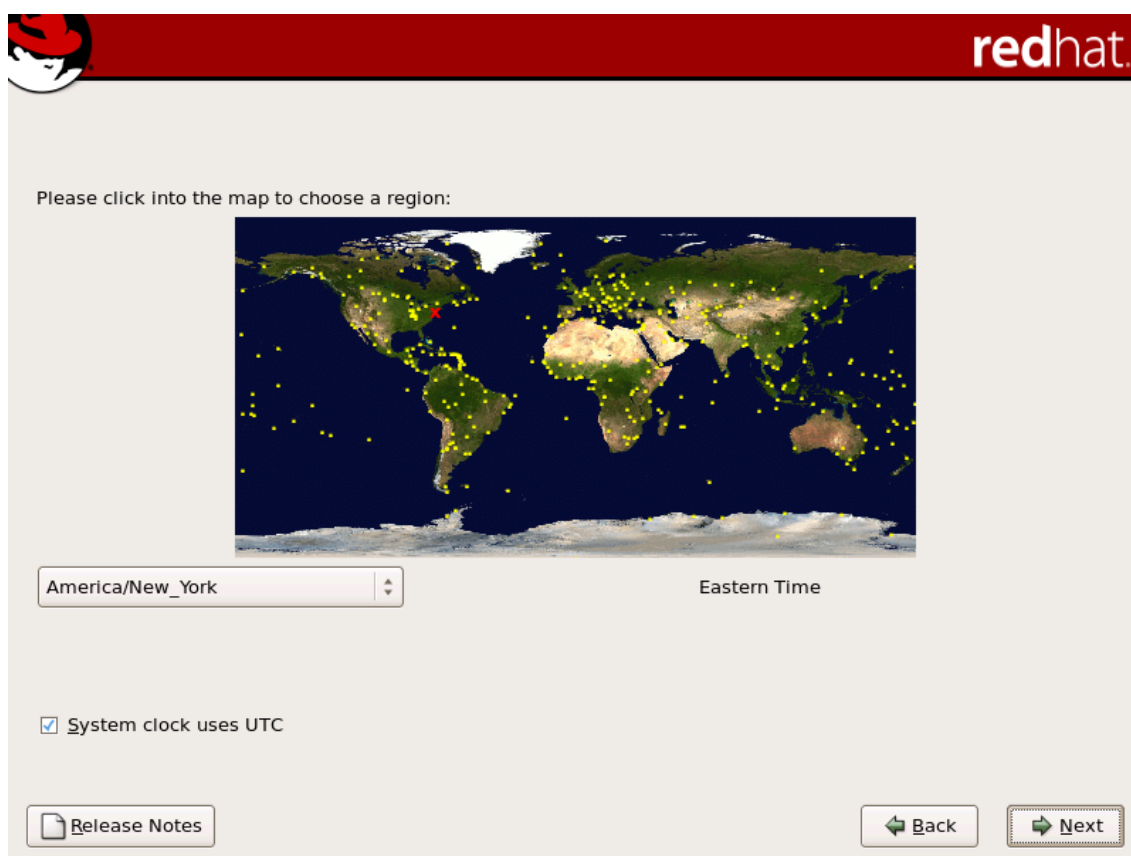 redhat.
Please click into the map to choose a region:
America/New_York
Eastern Time
System clock uses UTC
Release Notes
Back
Next